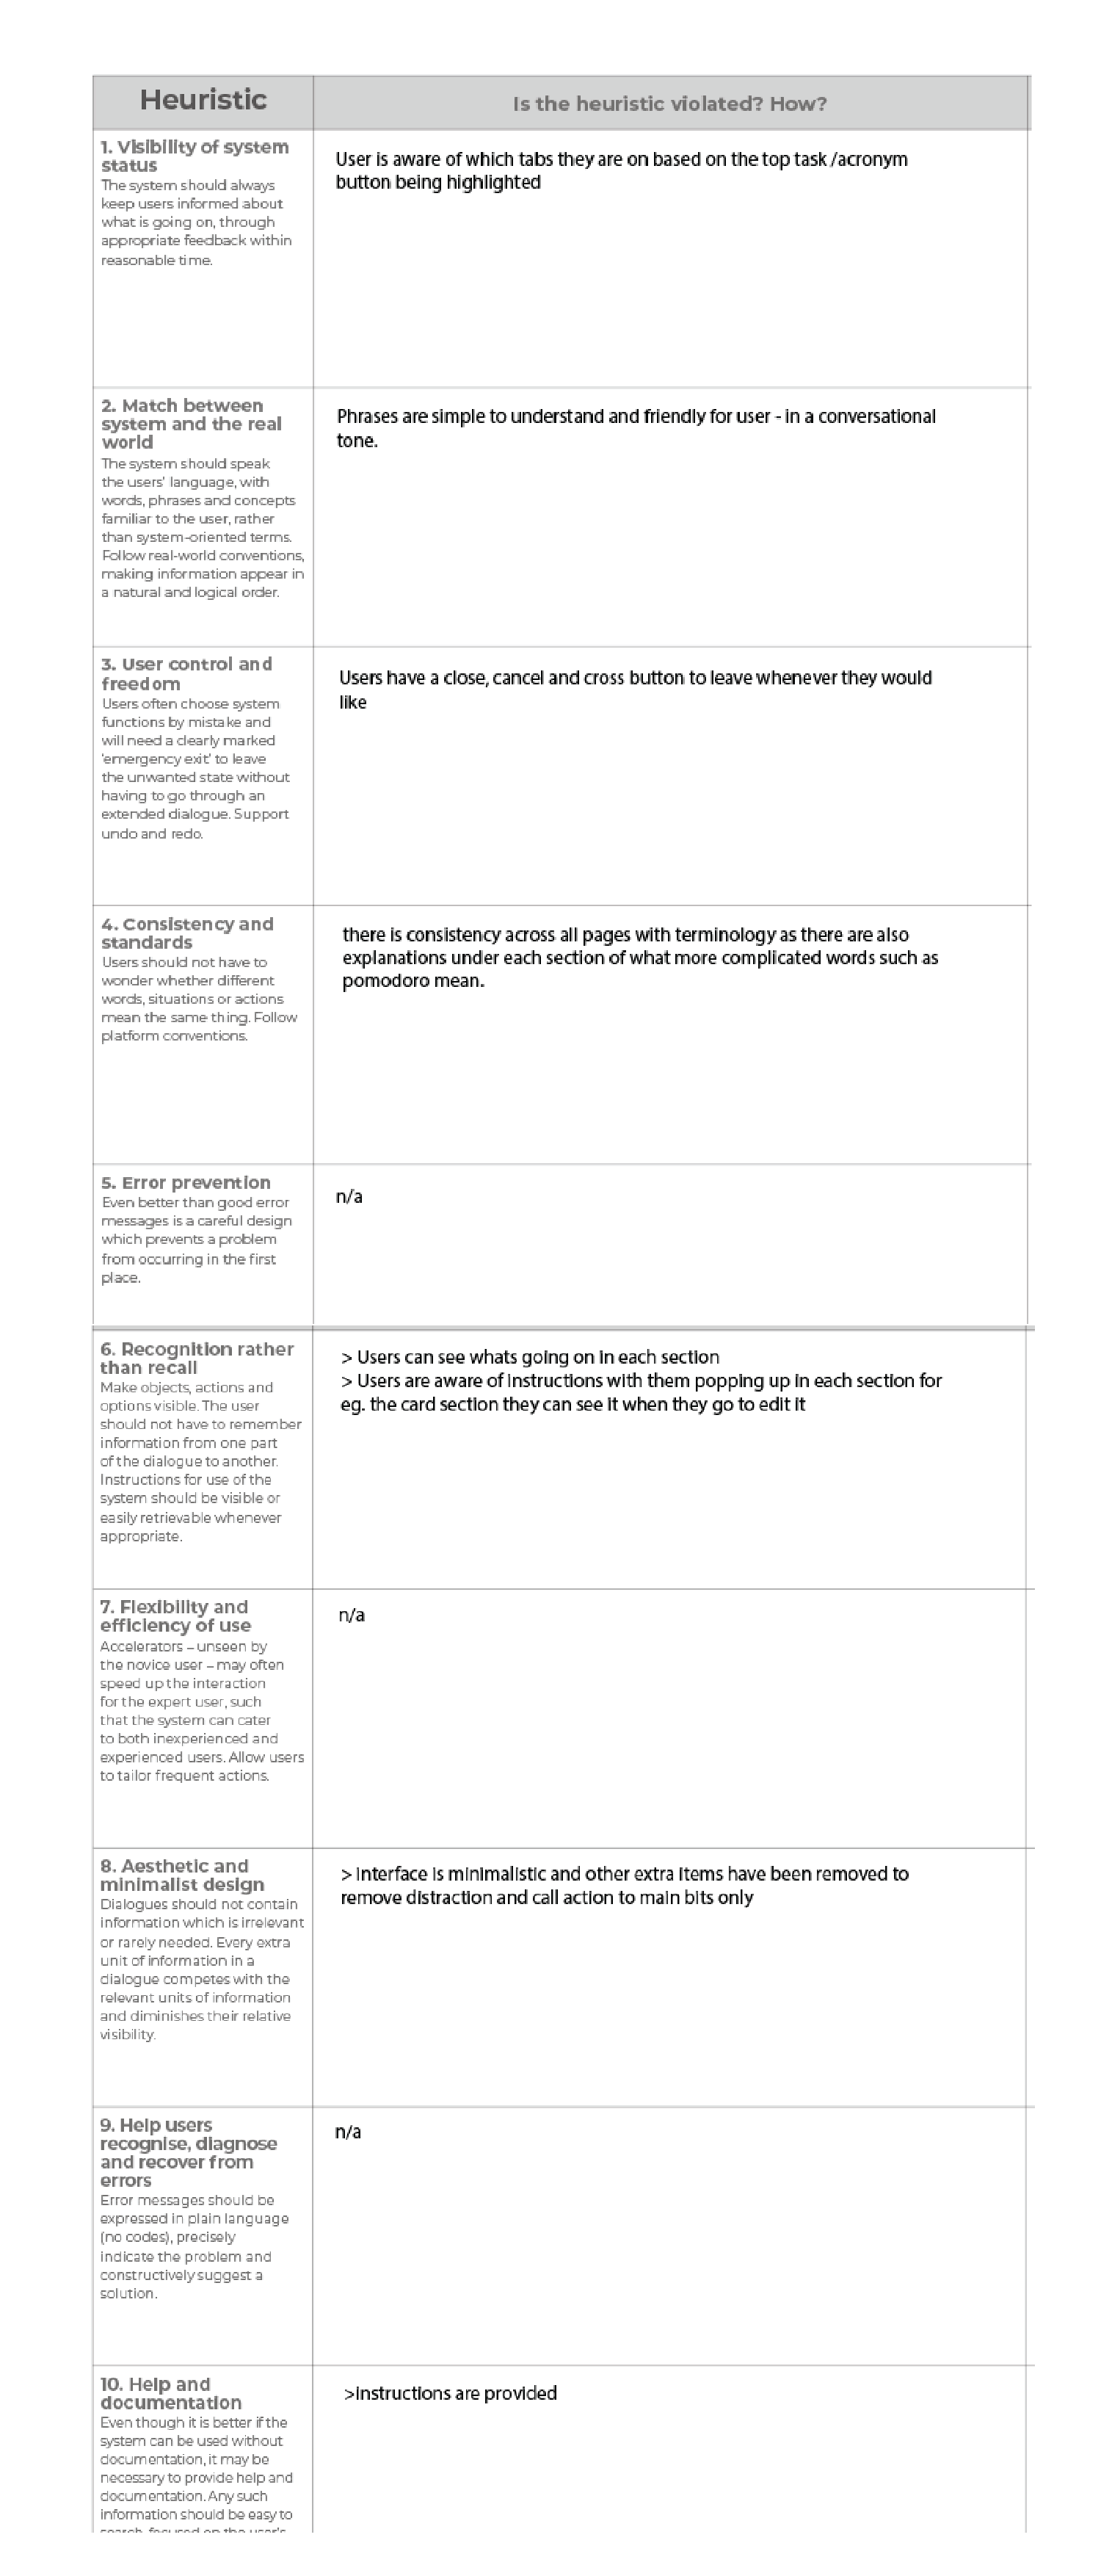 Heuristic
Is the heuristic violated? How?
1. Visibility of system
status
The system should always
keep users informed about
what is going on, through
appropriate feedback within
reasonable time.
User is aware of which tabs they are on based on the top task /acronym
button being highlighted
2. Match between
system and the real
world
The system should speak
the users' language, with
words, phrases and concepts
familiar to the user, rather
than system-oriented terms.
Follow real-world conventions,
making information appear in
a natural and logical order.
Phrases are simple to understand and friendly for user - in a conversational
tone.
3. User control and
freedom
Users often choose system
functions by mistake and
will need a clearly marked
'emergency exit' to leave
the unwanted state without
having to go through an
extended dialogue. Support
undo and redo.
Users have a close, cancel and cross button to leave whenever they would
like
4. Consistency and
standards
Users should not have to
wonder whether different
words, situations or actions
mean the same thing. Follow
platform conventions.
there is consistency across all pages with terminology as there are also
explanations under each section of what more complicated words such as
pomodoro mean.
5. Error prevention
Even better than good error
messages is a careful design
which prevents a problem
from occurring in the first
place.
n/a
6. Recognition rather
than recall
Make objects, actions and
options visible. The user
should not have to remember
information from one part
of the dialogue to another.
Instructions for use of the
system should be visible or
easily retrievable whenever
appropriate.
> Users can see whats going on in each section
> Users are aware of instructions with them popping up in each section for
eg. the card section they can see it when they go to edit it
7. Flexibility and
efficiency of use
Accelerators – unseen by
the novice user – may often
speed up the interaction
for the expert user, such
that the system can cater
to both inexperienced and
experienced users. Allow users
to tailor frequent actions.
n/a
8. Aesthetic and
minimalist design
Dialogues should not contain
information which is irrelevant
or rarely needed. Every extra
unit of information in a
dialogue competes with the
relevant units of information
and diminishes their relative
visibility.
> interface is minimalistic and other extra items have been removed to
remove distraction and call action to main bits only
9. Help users
recognise, diagnose
and recover from
errors
Error messages should be
expressed in plain language
(no codes), precisely
indicate the problem and
constructively suggest a
solution.
n/a
10. Help and
documentation
Even though it is better if the
system can be used without
documentation, it may be
necessary to provide help and
documentation. Any such
information should be easy to
search, focused on the user's
>instructions are provided